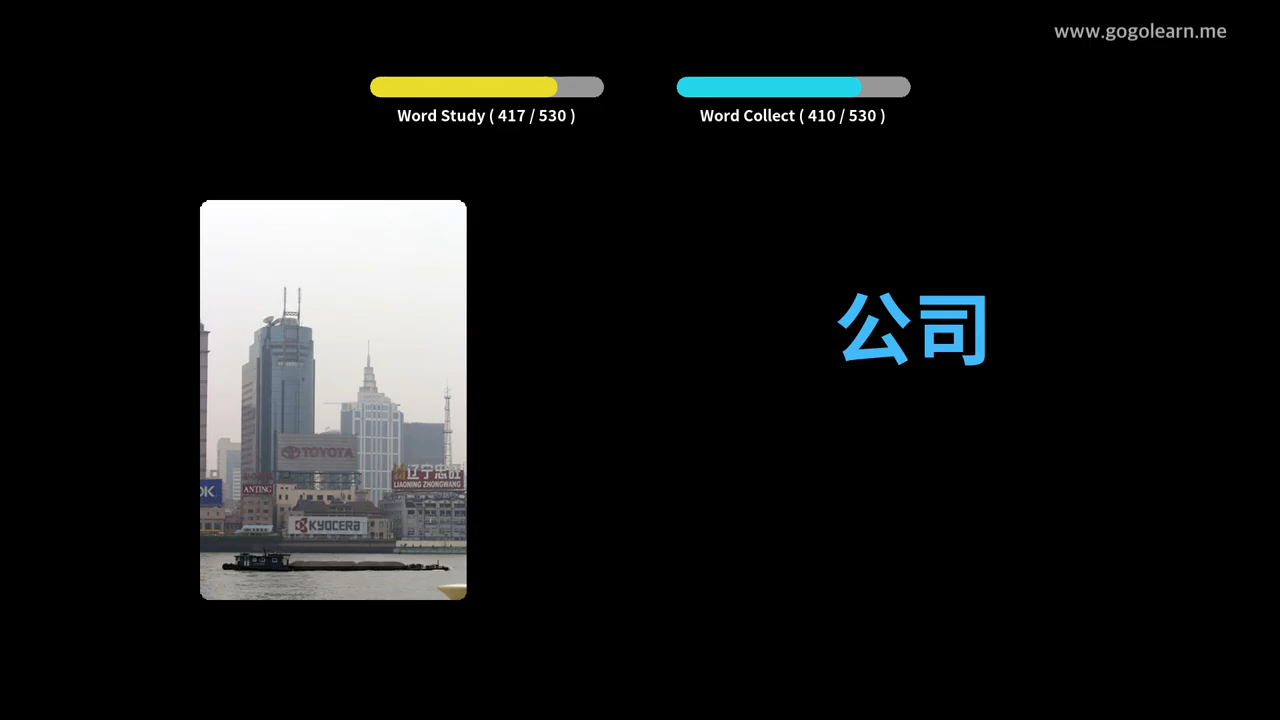 www.gogolearn.me
Word Study ( 417 / 530 )
Word Collect ( 410 / 530 )
公司
TOYOTA
辽宁忠旺
LIAONING ZHONGWANG
OK
ANTING
KYOCERA